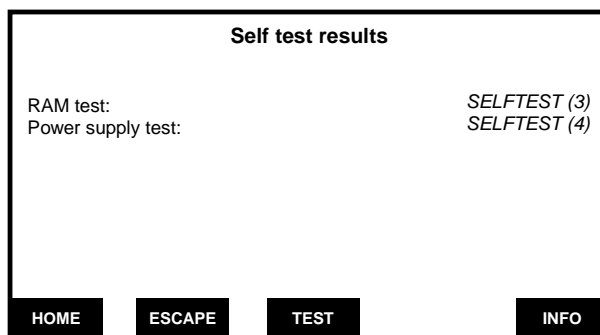 Self test results
RAM test: SELFTEST (3)
Power supply test: SELFTEST (4)
HOME ESCAPE TEST INFO